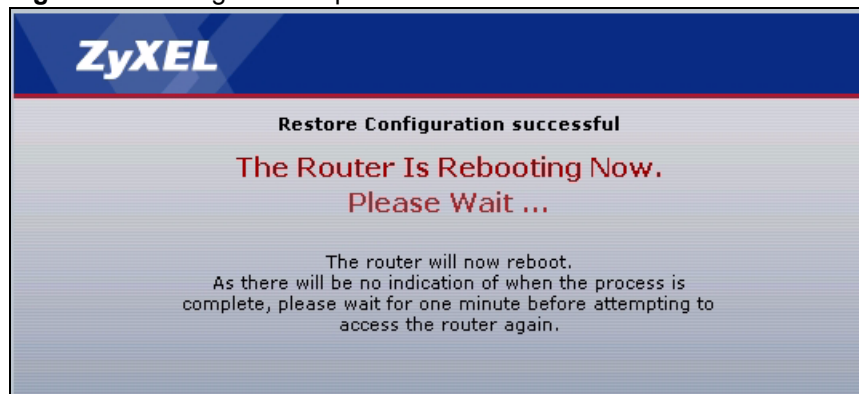 ZyXEL
Restore Configuration successful
The Router Is Rebooting Now.
Please Wait ...
The router will now reboot.
As there will be no indication of when the process is
complete, please wait for one minute before attempting to
access the router again.